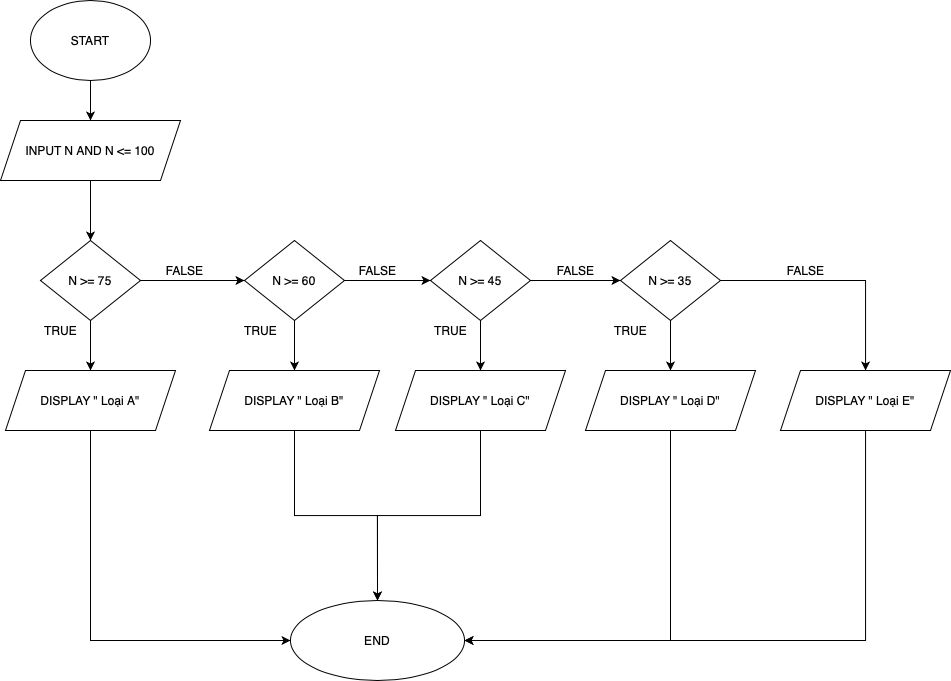 START
INPUT N AND N <= 100
N >= 75
FALSE
N >= 60
FALSE
N >= 45
FALSE
N >= 35
FALSE
TRUE
TRUE
TRUE
TRUE
DISPLAY " Loại A"
DISPLAY " Loại B"
DISPLAY " Loại C"
DISPLAY " Loại D"
DISPLAY " Loại E"
END